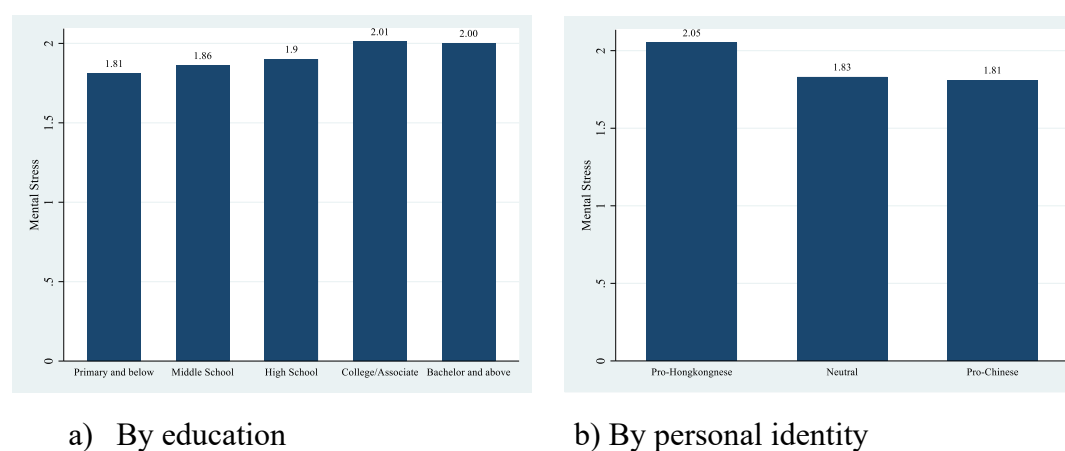 2.01
2.00
1.9
1.86
1.81
2
1.5
1
.5
0
Mental Stress
Primary and below
Middle School
High School
College/Associate
Bachelor and above
a) By education
2.05
1.83
1.81
2
1.5
1
.5
0
Mental Stress
Pro-Hongkongnese
Neutral
Pro-Chinese
b) By personal identity